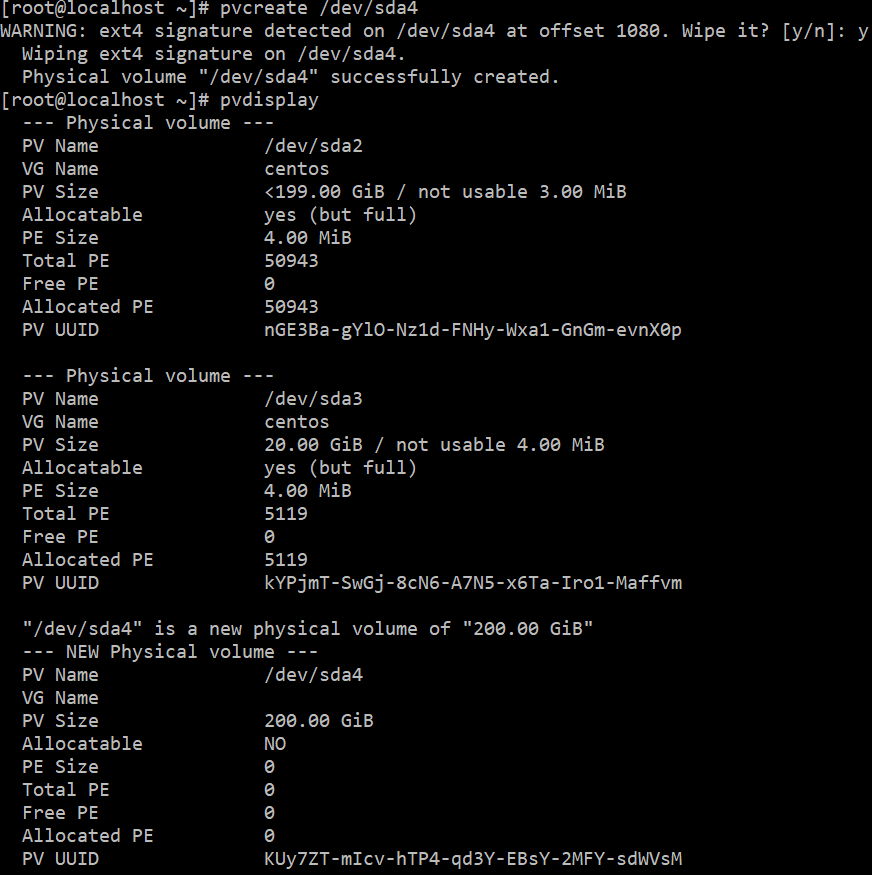 [root@localhost ~]# pvcreate /dev/sda4
WARNING: ext4 signature detected on /dev/sda4 at offset 1080. Wipe it? [y/n]: y
  Wiping ext4 signature on /dev/sda4.
  Physical volume "/dev/sda4" successfully created.
[root@localhost ~]# pvdisplay
  --- Physical volume ---
  PV Name               /dev/sda2
  VG Name               centos
  PV Size               <199.00 GiB / not usable 3.00 MiB
  Allocatable           yes (but full)
  PE Size               4.00 MiB
  Total PE              50943
  Free PE               0
  Allocated PE          50943
  PV UUID               nGE3Ba-gYlO-Nz1d-FNHy-Wxa1-GnGm-evnX0p

  --- Physical volume ---
  PV Name               /dev/sda3
  VG Name               centos
  PV Size               20.00 GiB / not usable 4.00 MiB
  Allocatable           yes (but full)
  PE Size               4.00 MiB
  Total PE              5119
  Free PE               0
  Allocated PE          5119
  PV UUID               kYPjmT-SwGj-8cN6-A7N5-x6Ta-Iro1-Maffvm

  "/dev/sda4" is a new physical volume of "200.00 GiB"
  --- NEW Physical volume ---
  PV Name               /dev/sda4
  VG Name
  PV Size               200.00 GiB
  Allocatable           NO
  PE Size               0
  Total PE              0
  Free PE               0
  Allocated PE          0
  PV UUID               KUy7ZT-mIcv-hTP4-qd3Y-EBsY-2MFY-sdWVsM